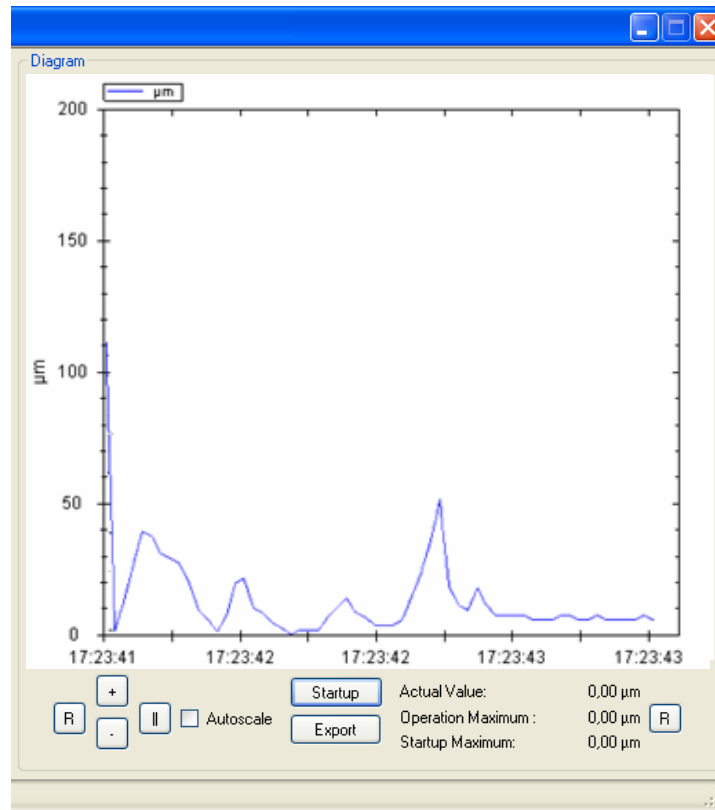 Diagram
µm
200
150
100
50
0
µm
17:23:41 17:23:42 17:23:42 17:23:43 17:23:43
+
R
-
||
Autoscale
Startup
Export
Actual Value: 0,00 µm
Operation Maximum : 0,00 µm
R
Startup Maximum: 0,00 µm